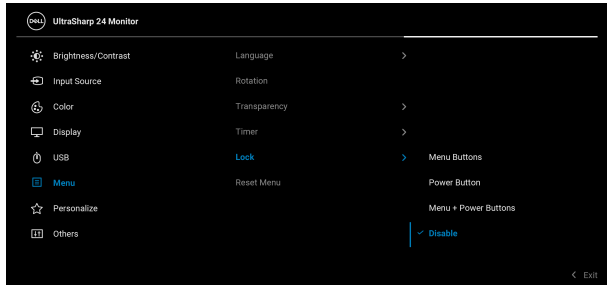 DELL UltraSharp 24 Monitor
Brightness/Contrast Language
Input Source Rotation
Color Transparency
Display Timer
USB Lock Menu Buttons
Menu Reset Menu Power Button
Personalize Menu + Power Buttons
Others Disable
Exit